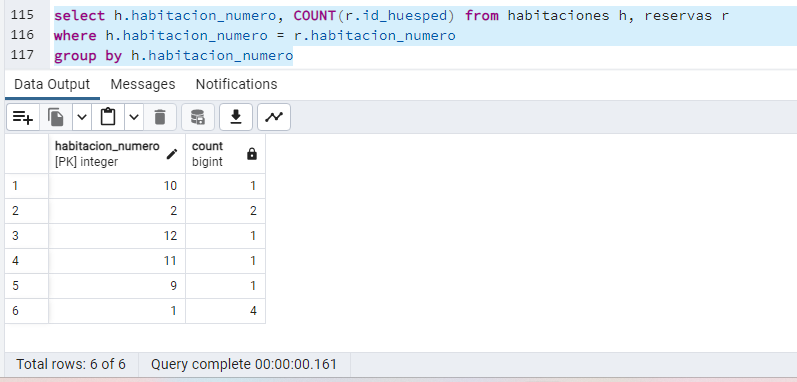 115 select h.habitacion_numero, COUNT(r.id_huesped) from habitaciones h, reservas r
116 where h.habitacion_numero = r.habitacion_numero
117 group by h.habitacion_numero
Data Output Messages Notifications
habitacion_numero count
[PK] integer bigint
1 10 1
2 2 2
3 12 1
4 11 1
5 9 1
6 1 4
Total rows: 6 of 6 Query complete 00:00:00.161